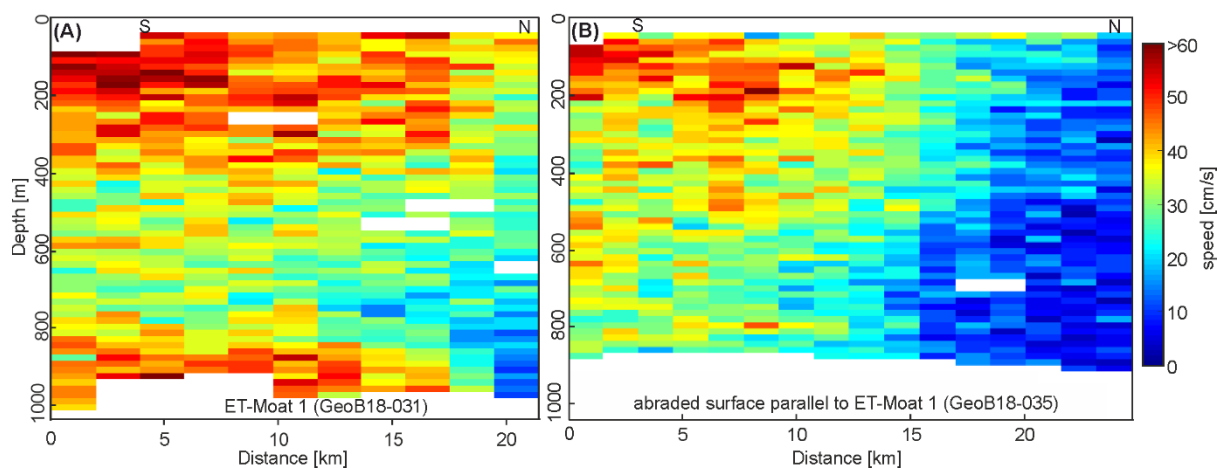 (A) S N
0
200
400
600
800
1000
Depth [m]
ET-Moat 1 (GeoB18-031)
0 5 10 15 20
Distance [km]
(B) S N
0
200
400
600
800
1000
abraded surface parallel to ET-Moat 1 (GeoB18-035)
0 5 10 15 20
Distance [km]
>60
50
40
30
20
10
0
speed [cm/s]